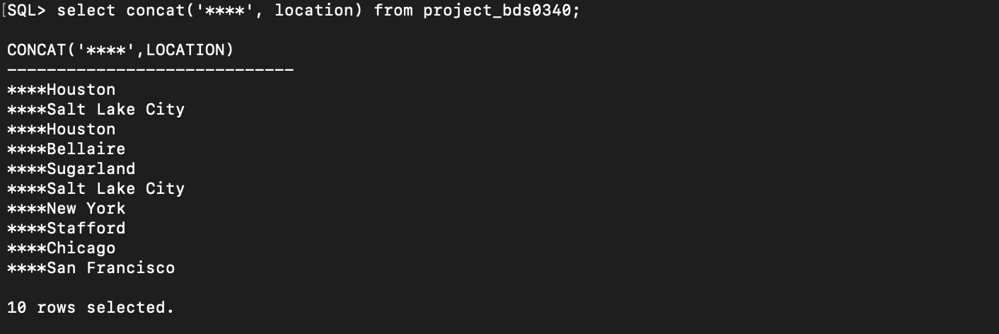 SQL> select concat('****', location) from project_bds0340;
CONCAT('****',LOCATION)
-----------------------------
****Houston
****Salt Lake City
****Houston
****Bellaire
****Sugarland
****Salt Lake City
****New York
****Stafford
****Chicago
****San Francisco
10 rows selected.